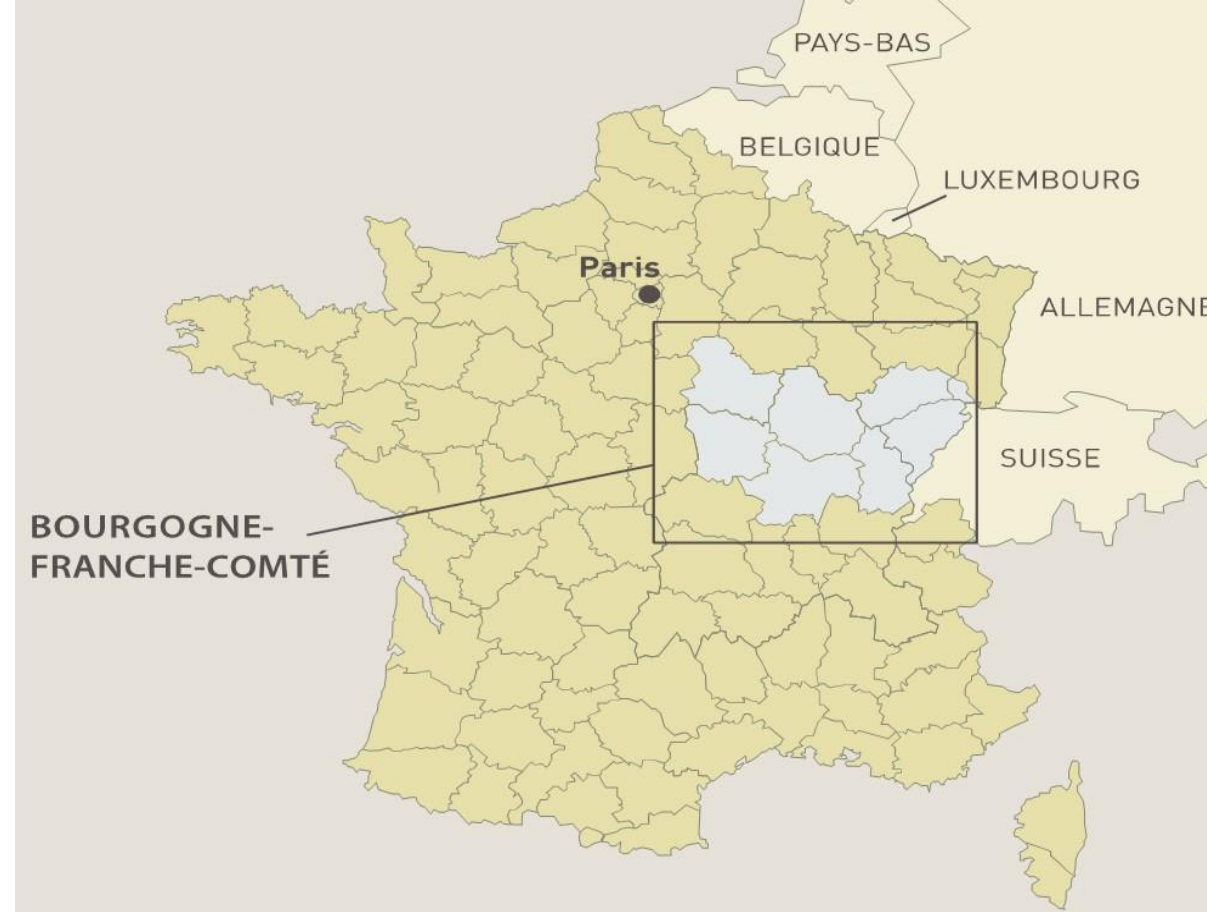 PAYS-BAS
BELGIQUE
LUXEMBOURG
Paris
ALLEMAGNE
SUISSE
BOURGOGNE-
FRANCHE-COMTÉ